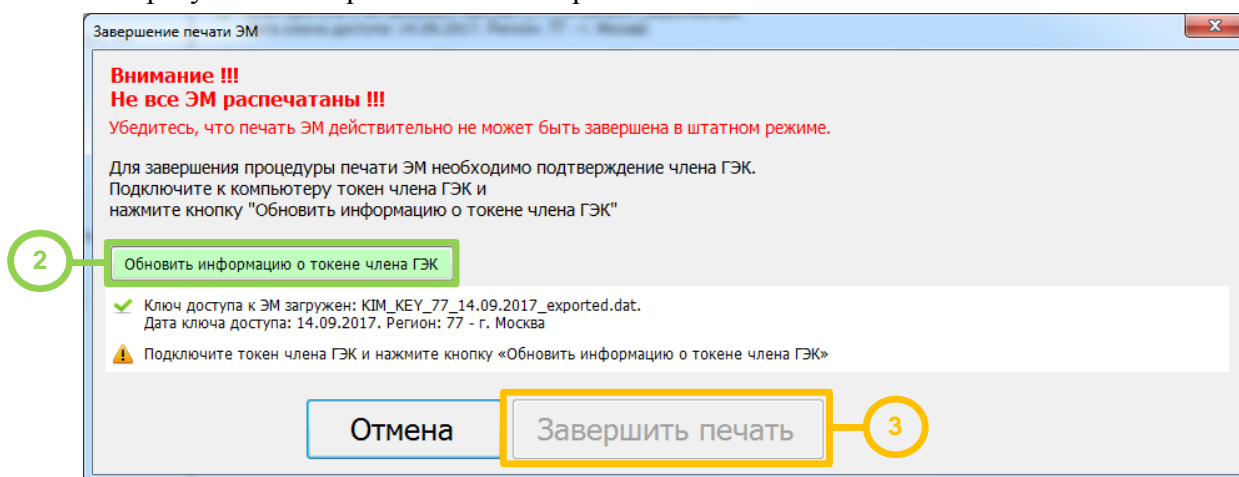 Завершение печати ЭМ
Внимание !!!
Не все ЭМ распечатаны !!!
Убедитесь, что печать ЭМ действительно не может быть завершена в штатном режиме.
Для завершения процедуры печати ЭМ необходимо подтверждение члена ГЭК.
Подключите к компьютеру токен члена ГЭК и
нажмите кнопку "Обновить информацию о токене члена ГЭК"
2
Обновить информацию о токене члена ГЭК
Ключ доступа к ЭМ загружен: KIM_KEY_77_14.09.2017_exported.dat.
Дата ключа доступа: 14.09.2017. Регион: 77 - г. Москва
Подключите токен члена ГЭК и нажмите кнопку «Обновить информацию о токене члена ГЭК»
Отмена
Завершить печать
3